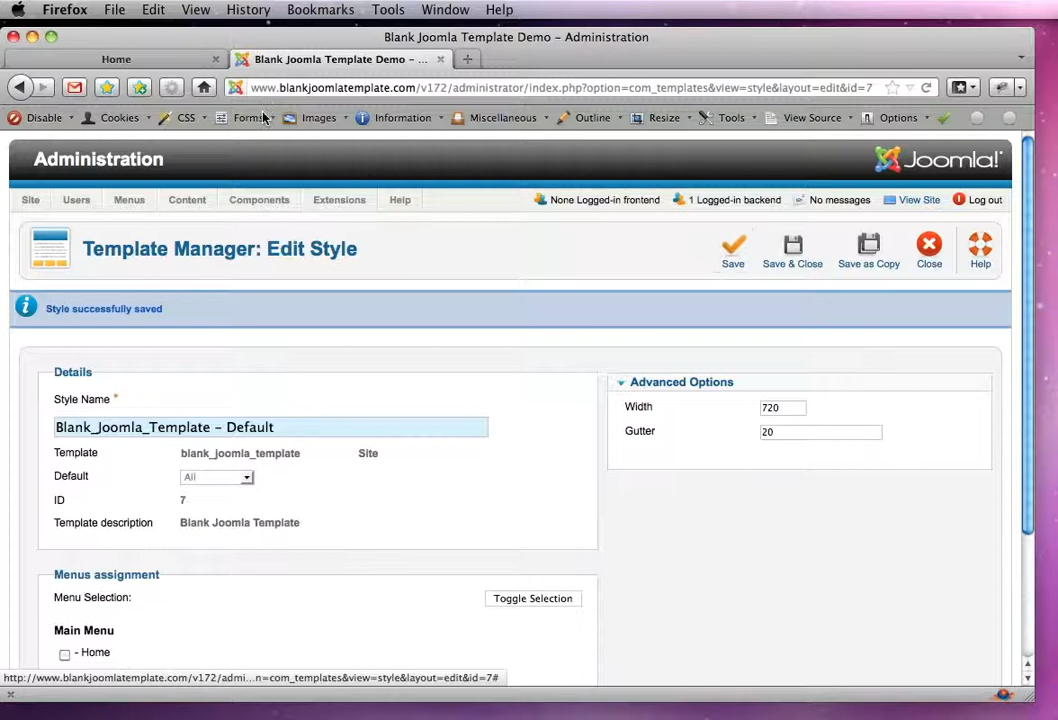 Firefox File Edit View History Bookmarks Tools Window Help
Blank Joomla Template Demo – Administration
Home Blank Joomla Template Demo – ...
www.blankjoomlatemplate.com/v172/administrator/index.php?option=com_templates&view=style&layout=edit&id=7
Disable Cookies CSS Forms Images Information Miscellaneous Outline Resize Tools View Source Options
Administration Joomla!
Site Users Menus Content Components Extensions Help None Logged-in frontend 1 Logged-in backend No messages View Site Log out
Template Manager: Edit Style Save Save & Close Save as Copy Close Help
Style successfully saved
Details
Style Name *
Blank_Joomla_Template – Default
Template blank_joomla_template Site
Default All
ID 7
Template description Blank Joomla Template
Advanced Options
Width 720
Gutter 20
Menus assignment
Menu Selection: Toggle Selection
Main Menu
- Home
http://www.blankjoomlatemplate.com/v172/admi...n=com_templates&view=style&layout=edit&id=7#